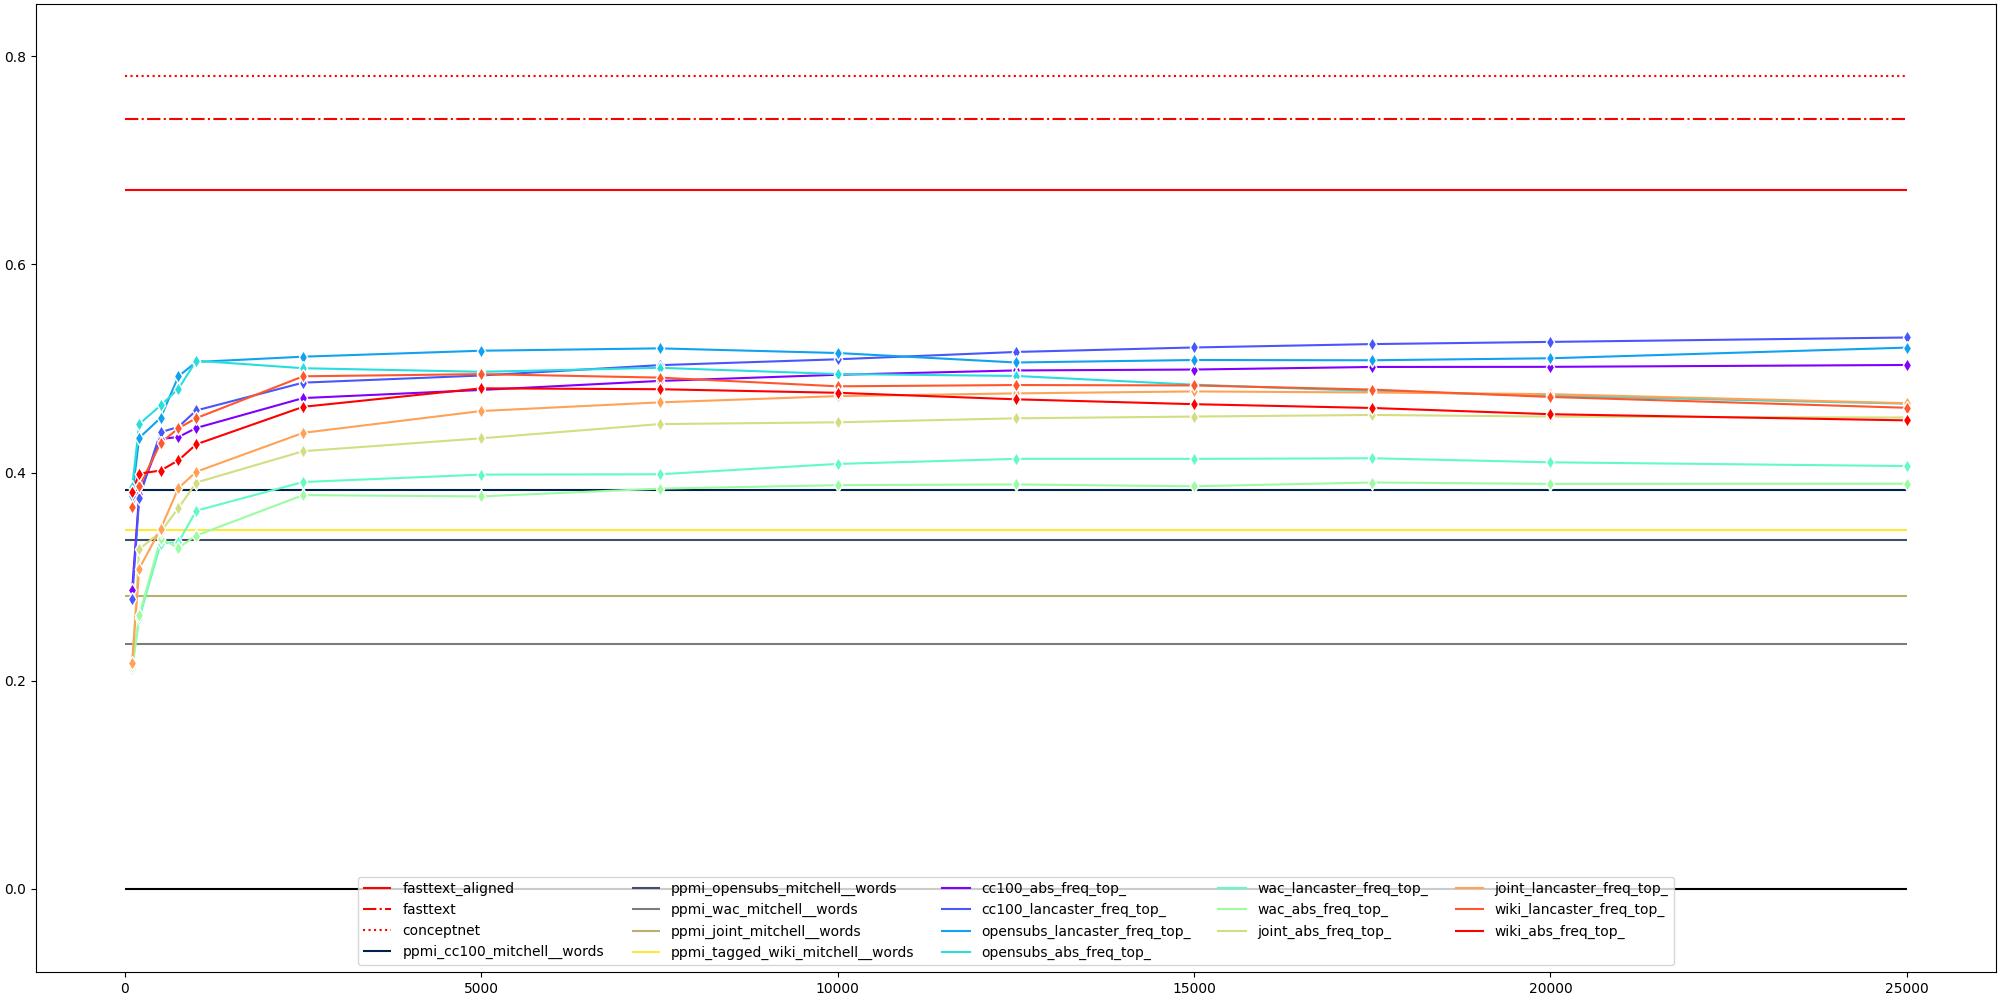 0.8
0.6
0.4
0.2
0.0
fasttext_aligned
fasttext
conceptnet
ppmi_cc100_mitchell__words
ppmi_opensubs_mitchell__words
ppmi_wac_mitchell__words
ppmi_joint_mitchell__words
ppmi_tagged_wiki_mitchell__words
cc100_abs_freq_top_
cc100_lancaster_freq_top_
opensubs_lancaster_freq_top_
opensubs_abs_freq_top_
wac_lancaster_freq_top_
wac_abs_freq_top_
joint_abs_freq_top_
joint_lancaster_freq_top_
wiki_lancaster_freq_top_
wiki_abs_freq_top_
0 5000 10000 15000 20000 25000